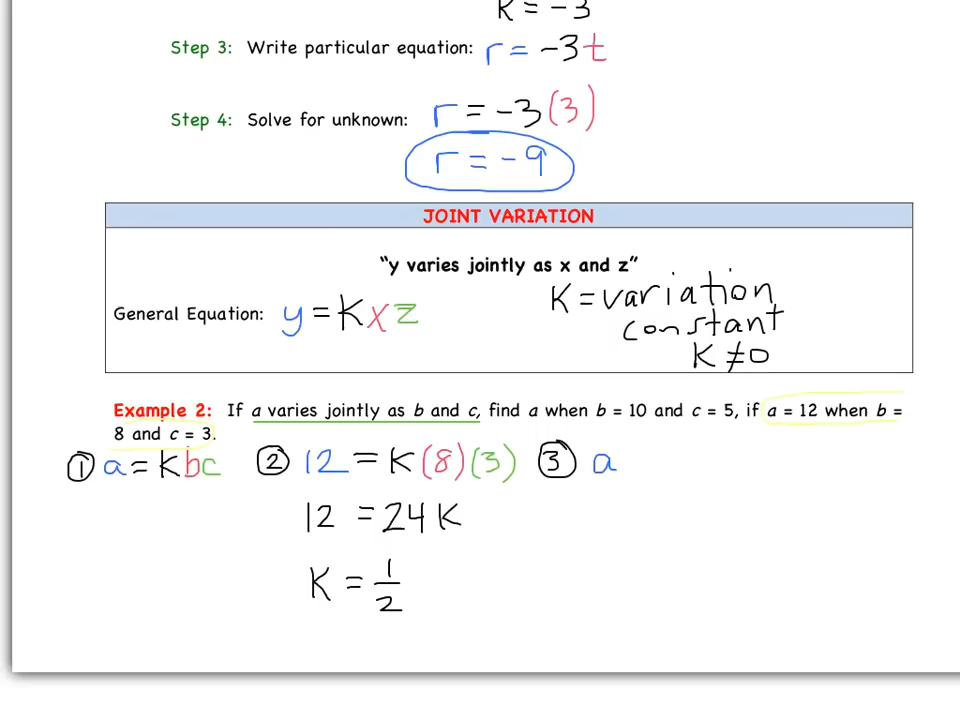 K = -3
Step 3: Write particular equation: r = -3t
Step 4: Solve for unknown: r = -3(3)
r = -9
JOINT VARIATION
“y varies jointly as x and z”
General Equation: y = Kxz
K = variation
constant
K ≠ 0
Example 2: If a varies jointly as b and c, find a when b = 10 and c = 5, if a = 12 when b =
8 and c = 3.
① a = Kbc ② 12 = K(8)(3) ③ a
12 = 24K
K = 1/2